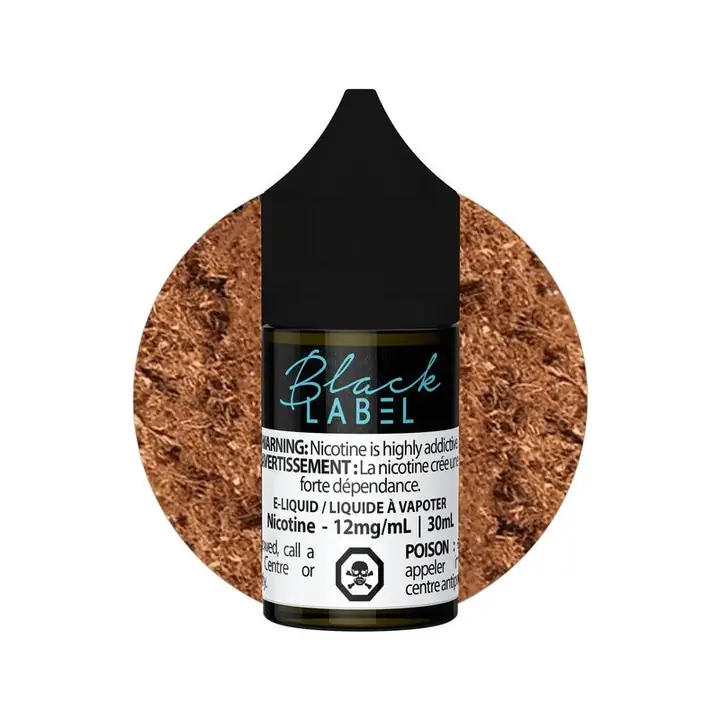 Black
LABEL
WARNING: Nicotine is highly addictive
AVERTISSEMENT : La nicotine crée une
forte dépendance.
E-LIQUID / LIQUIDE À VAPOTER
Nicotine - 12mg/mL | 30mL
call a
POISON :
Centre or
appeler
centre